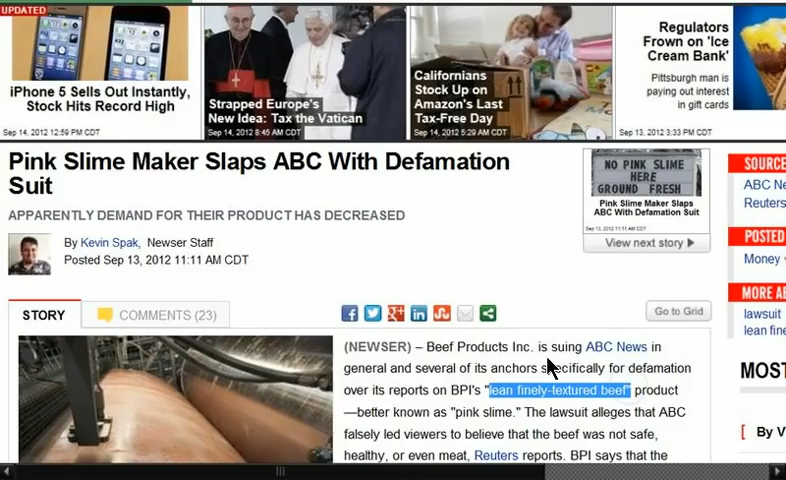 UPDATED
iPhone 5 Sells Out Instantly,
Stock Hits Record High
Sep 14, 2012 12:59 PM CDT
Strapped Europe's
New Idea: Tax the Vatican
Sep 14, 2012 8:45 AM CDT
Californians
Stock Up on
Amazon's Last
Tax-Free Day
Sep 14, 2012 5:29 AM CDT
Regulators
Frown on 'Ice
Cream Bank'
Pittsburgh man is
paying out interest
in gift cards
Sep 13, 2012 3:33 PM CDT
Pink Slime Maker Slaps ABC With Defamation
Suit
APPARENTLY DEMAND FOR THEIR PRODUCT HAS DECREASED
By Kevin Spak, Newser Staff
Posted Sep 13, 2012 11:11 AM CDT
NO PINK SLIME
HERE
GROUND FRESH
Pink Slime Maker Slaps
ABC With Defamation Suit
Sep 13, 2012 11:11 AM CDT
View next story
SOURCE
ABC Ne
Reuters
POSTED
Money
MORE AB
lawsuit
lean fine
MOST
[ By V
STORY
COMMENTS (23)
Go to Grid
(NEWSER) – Beef Products Inc. is suing ABC News in
general and several of its anchors specifically for defamation
over its reports on BPI's "lean finely-textured beef" product
—better known as "pink slime." The lawsuit alleges that ABC
falsely led viewers to believe that the beef was not safe,
healthy, or even meat, Reuters reports. BPI says that the